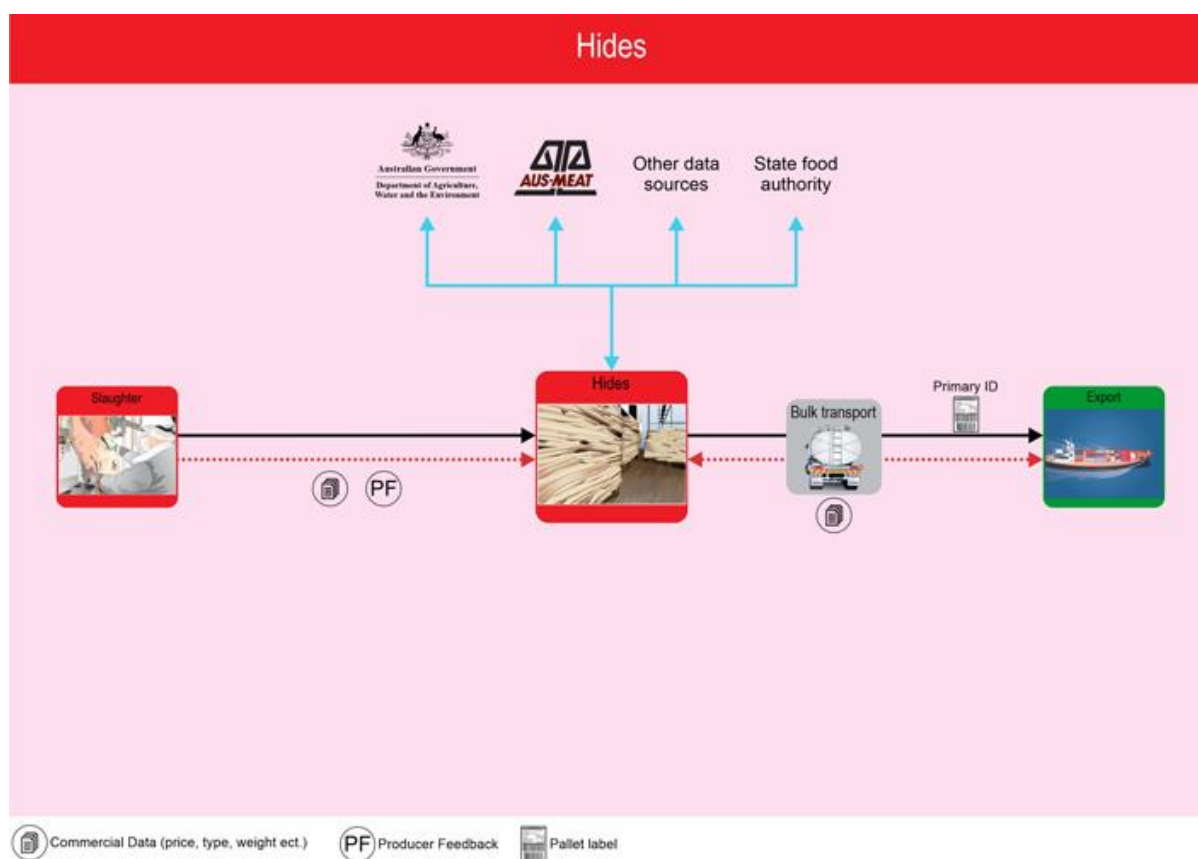 Hides
Australian Government
Department of Agriculture,
Water and the Environment
AUS-MEAT
Other data
sources
State food
authority
Slaughter
Hides
Bulk transport
Primary ID
Export
PF
Commercial Data (price, type, weight ect.)
PF
Producer Feedback
Pallet label